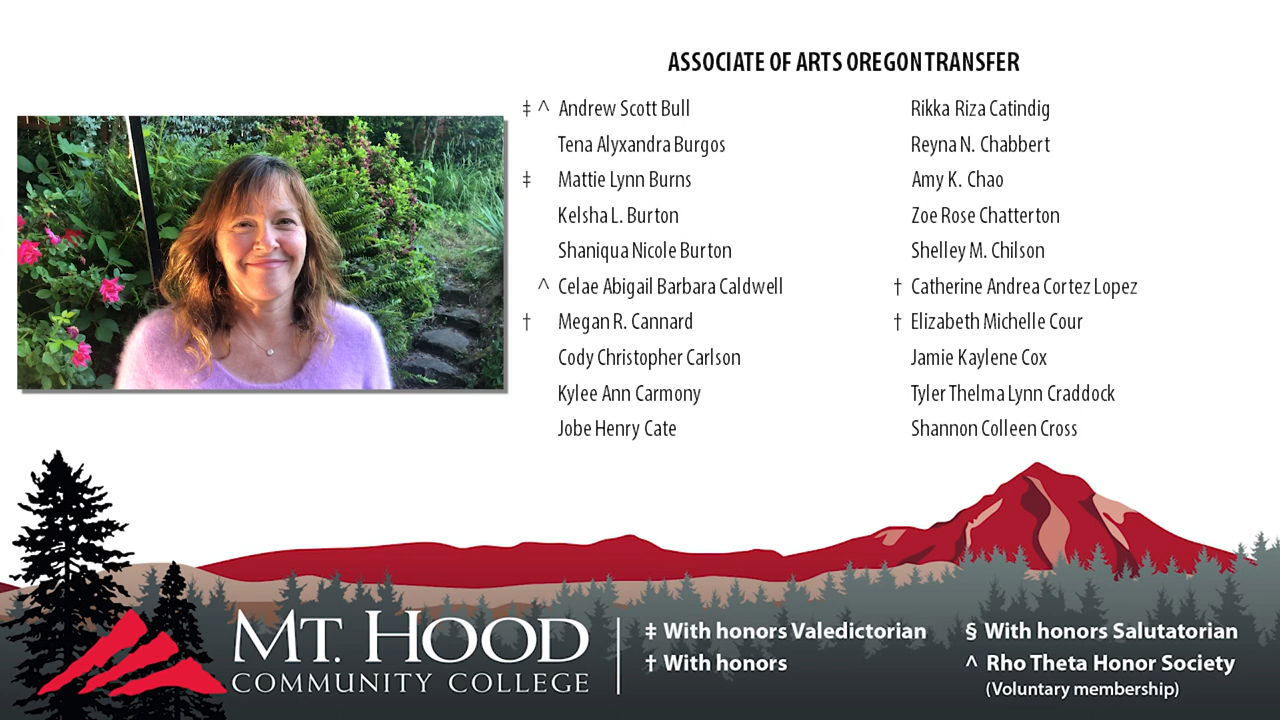 ASSOCIATE OF ARTS OREGON TRANSFER
‡ ^ Andrew Scott Bull
Tena Alyxandra Burgos
‡ Mattie Lynn Burns
Kelsha L. Burton
Shaniqua Nicole Burton
^ Celae Abigail Barbara Caldwell
† Megan R. Cannard
Cody Christopher Carlson
Kylee Ann Carmony
Jobe Henry Cate
Rikka Riza Catindig
Reyna N. Chabbert
Amy K. Chao
Zoe Rose Chatterton
Shelley M. Chilson
† Catherine Andrea Cortez Lopez
† Elizabeth Michelle Cour
Jamie Kaylene Cox
Tyler Thelma Lynn Craddock
Shannon Colleen Cross
MT. HOOD
COMMUNITY COLLEGE
‡ With honors Valedictorian
† With honors
§ With honors Salutatorian
^ Rho Theta Honor Society
(Voluntary membership)